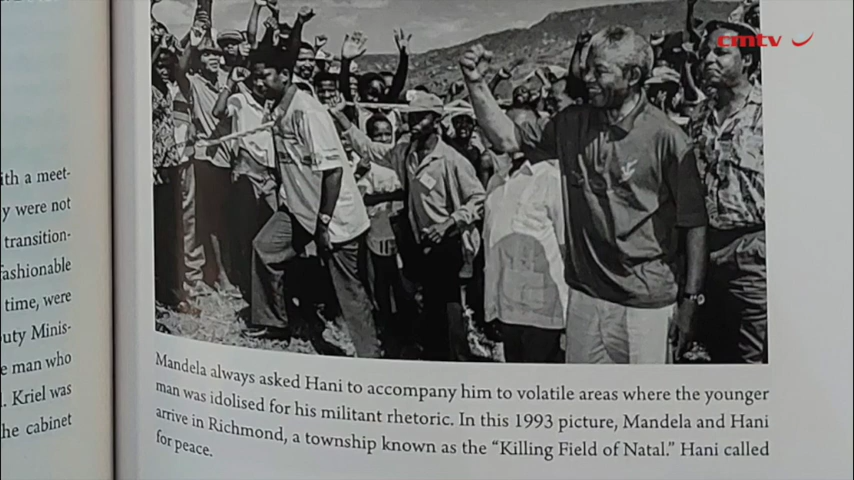 cmtv
ith a meet-
y were not
transition-
fashionable
time, were
uty Minis-
e man who
. Kriel was
he cabinet
Mandela always asked Hani to accompany him to volatile areas where the younger
man was idolised for his militant rhetoric. In this 1993 picture, Mandela and Hani
arrive in Richmond, a township known as the “Killing Field of Natal.” Hani called
for peace.